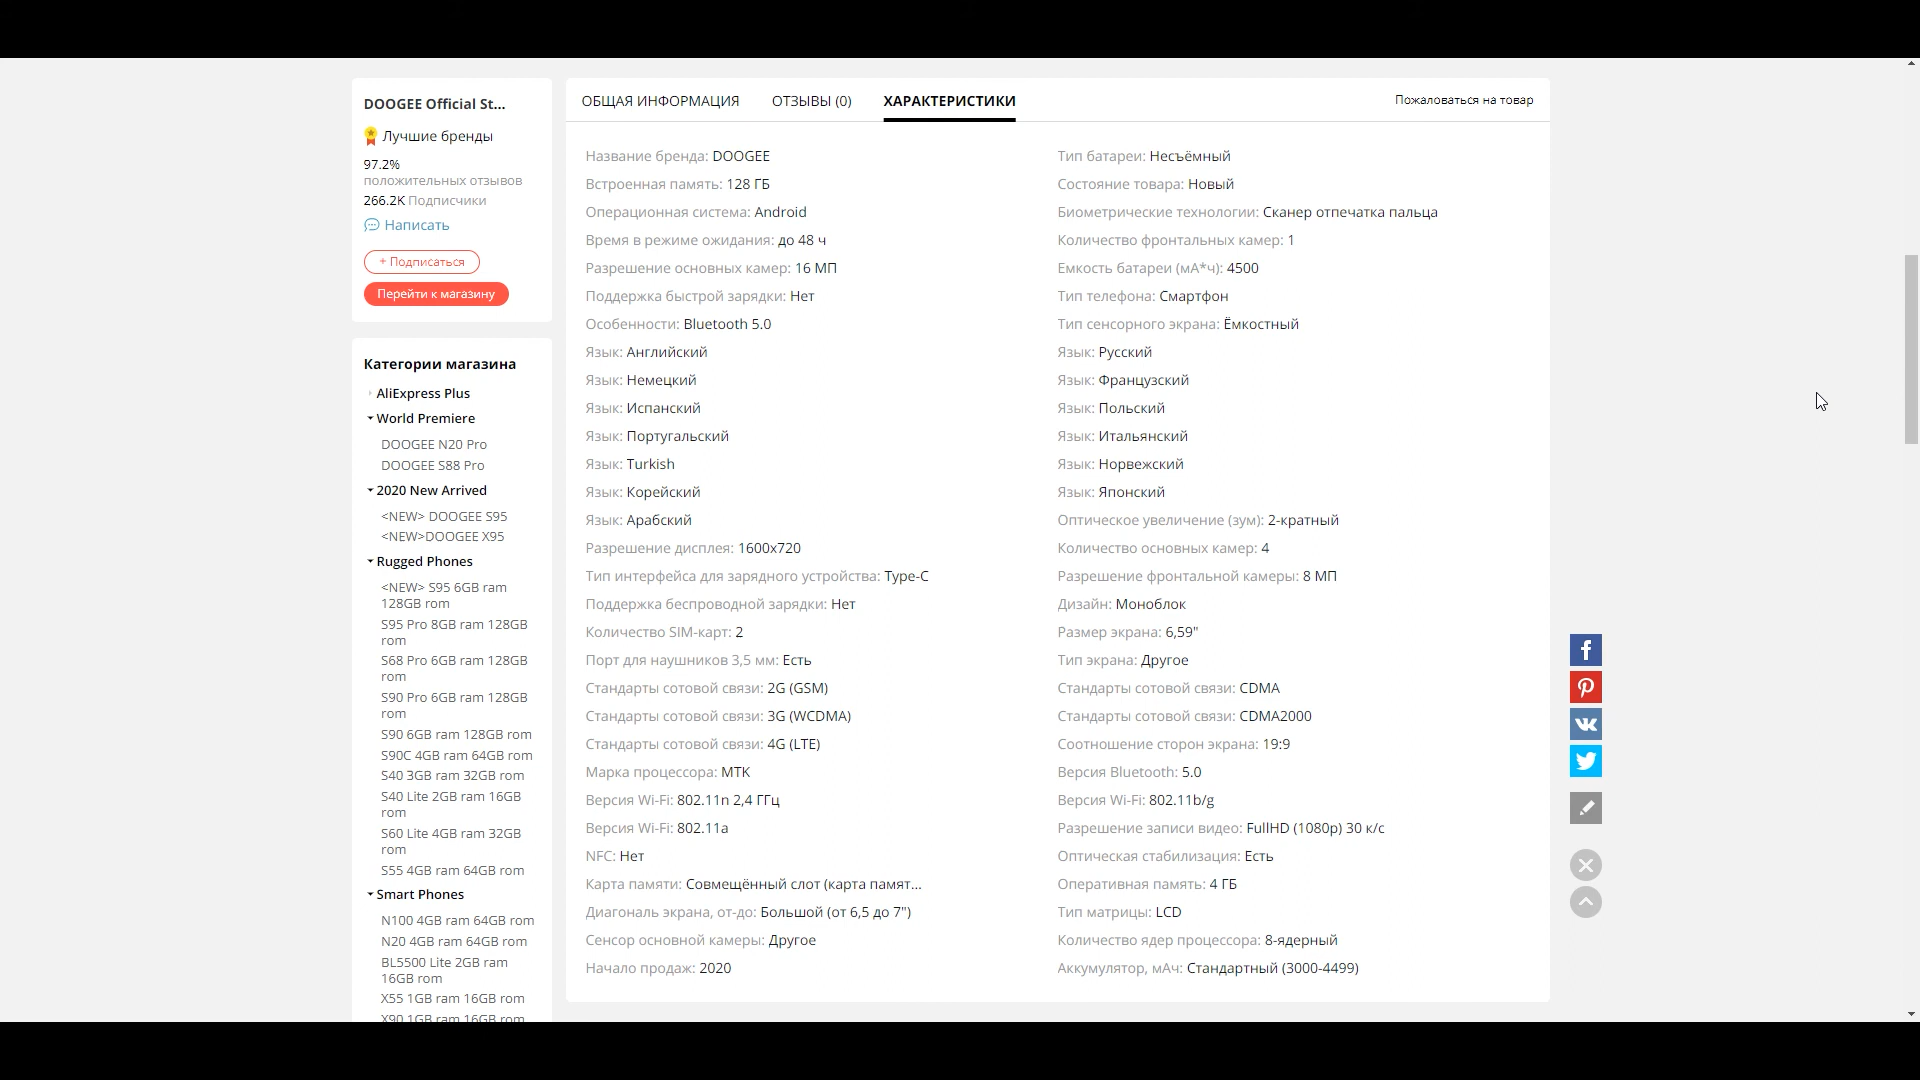 DOOGEE Official St...
Лучшие бренды
97.2%
положительных отзывов
266.2K Подписчики
Написать
+ Подписаться
Перейти к магазину
Категории магазина
AliExpress Plus
World Premiere
DOOGEE N20 Pro
DOOGEE S88 Pro
2020 New Arrived
<NEW> DOOGEE S95
<NEW>DOOGEE X95
Rugged Phones
<NEW> S95 6GB ram
128GB rom
S95 Pro 8GB ram 128GB
rom
S68 Pro 6GB ram 128GB
rom
S90 Pro 6GB ram 128GB
rom
S90 6GB ram 128GB rom
S90C 4GB ram 64GB rom
S40 3GB ram 32GB rom
S40 Lite 2GB ram 16GB
rom
S60 Lite 4GB ram 32GB
rom
S55 4GB ram 64GB rom
Smart Phones
N100 4GB ram 64GB rom
N20 4GB ram 64GB rom
BL5500 Lite 2GB ram
16GB rom
X55 1GB ram 16GB rom
X90 1GB ram 16GB rom
ОБЩАЯ ИНФОРМАЦИЯ ОТЗЫВЫ (0) ХАРАКТЕРИСТИКИ Пожаловаться на товар
Название бренда: DOOGEE Тип батареи: Несъёмный
Встроенная память: 128 ГБ Состояние товара: Новый
Операционная система: Android Биометрические технологии: Сканер отпечатка пальца
Время в режиме ожидания: до 48 ч Количество фронтальных камер: 1
Разрешение основных камер: 16 МП Емкость батареи (мА*ч): 4500
Поддержка быстрой зарядки: Нет Тип телефона: Смартфон
Особенности: Bluetooth 5.0 Тип сенсорного экрана: Ёмкостный
Язык: Английский Язык: Русский
Язык: Немецкий Язык: Французский
Язык: Испанский Язык: Польский
Язык: Португальский Язык: Итальянский
Язык: Turkish Язык: Норвежский
Язык: Корейский Язык: Японский
Язык: Арабский Оптическое увеличение (зум): 2-кратный
Разрешение дисплея: 1600x720 Количество основных камер: 4
Тип интерфейса для зарядного устройства: Type-C Разрешение фронтальной камеры: 8 МП
Поддержка беспроводной зарядки: Нет Дизайн: Моноблок
Количество SIM-карт: 2 Размер экрана: 6,59"
Порт для наушников 3,5 мм: Есть Тип экрана: Другое
Стандарты сотовой связи: 2G (GSM) Стандарты сотовой связи: CDMA
Стандарты сотовой связи: 3G (WCDMA) Стандарты сотовой связи: CDMA2000
Стандарты сотовой связи: 4G (LTE) Соотношение сторон экрана: 19:9
Марка процессора: MTK Версия Bluetooth: 5.0
Версия Wi-Fi: 802.11n 2,4 ГГц Версия Wi-Fi: 802.11b/g
Версия Wi-Fi: 802.11a Разрешение записи видео: FullHD (1080p) 30 к/с
NFC: Нет Оптическая стабилизация: Есть
Карта памяти: Совмещённый слот (карта памят... Оперативная память: 4 ГБ
Диагональ экрана, от-до: Большой (от 6,5 до 7") Тип матрицы: LCD
Сенсор основной камеры: Другое Количество ядер процессора: 8-ядерный
Начало продаж: 2020 Аккумулятор, мАч: Стандартный (3000-4499)